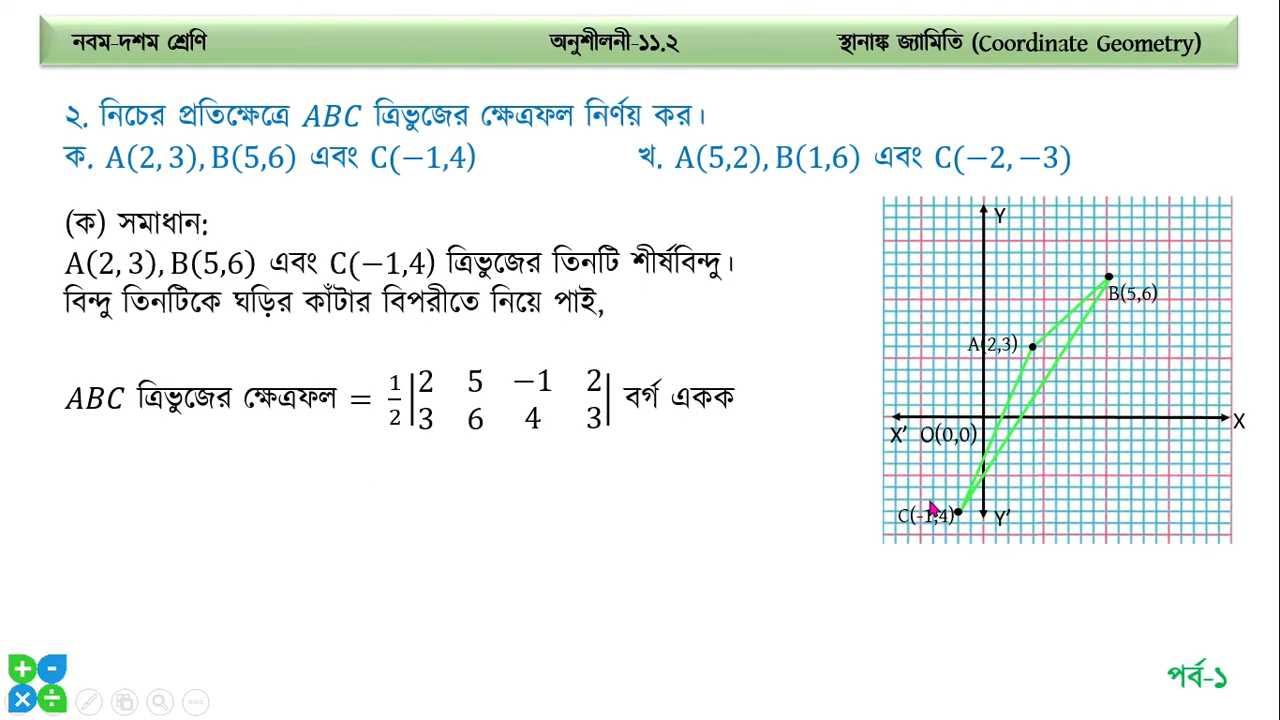 নবম-দশম শ্রেণি অনুশীলনী-১১.২ স্থানাঙ্ক জ্যামিতি (Coordinate Geometry)
২. নিচের প্রতিক্ষেত্রে ABC ত্রিভুজের ক্ষেত্রফল নির্ণয় কর।
ক. A(2, 3), B(5,6) এবং C(−1,4) খ. A(5,2), B(1,6) এবং C(−2, −3)
(ক) সমাধান:
A(2, 3), B(5,6) এবং C(−1,4) ত্রিভুজের তিনটি শীর্ষবিন্দু।
বিন্দু তিনটিকে ঘড়ির কাঁটার বিপরীতে নিয়ে পাই,
ABC ত্রিভুজের ক্ষেত্রফল = 1/2 |2 5 −1 2| বর্গ একক
|3 6 4 3|
Y
B(5,6)
A(2,3)
X' O(0,0) X
C(-1,4) Y'
+ -
× ÷
পর্ব-১